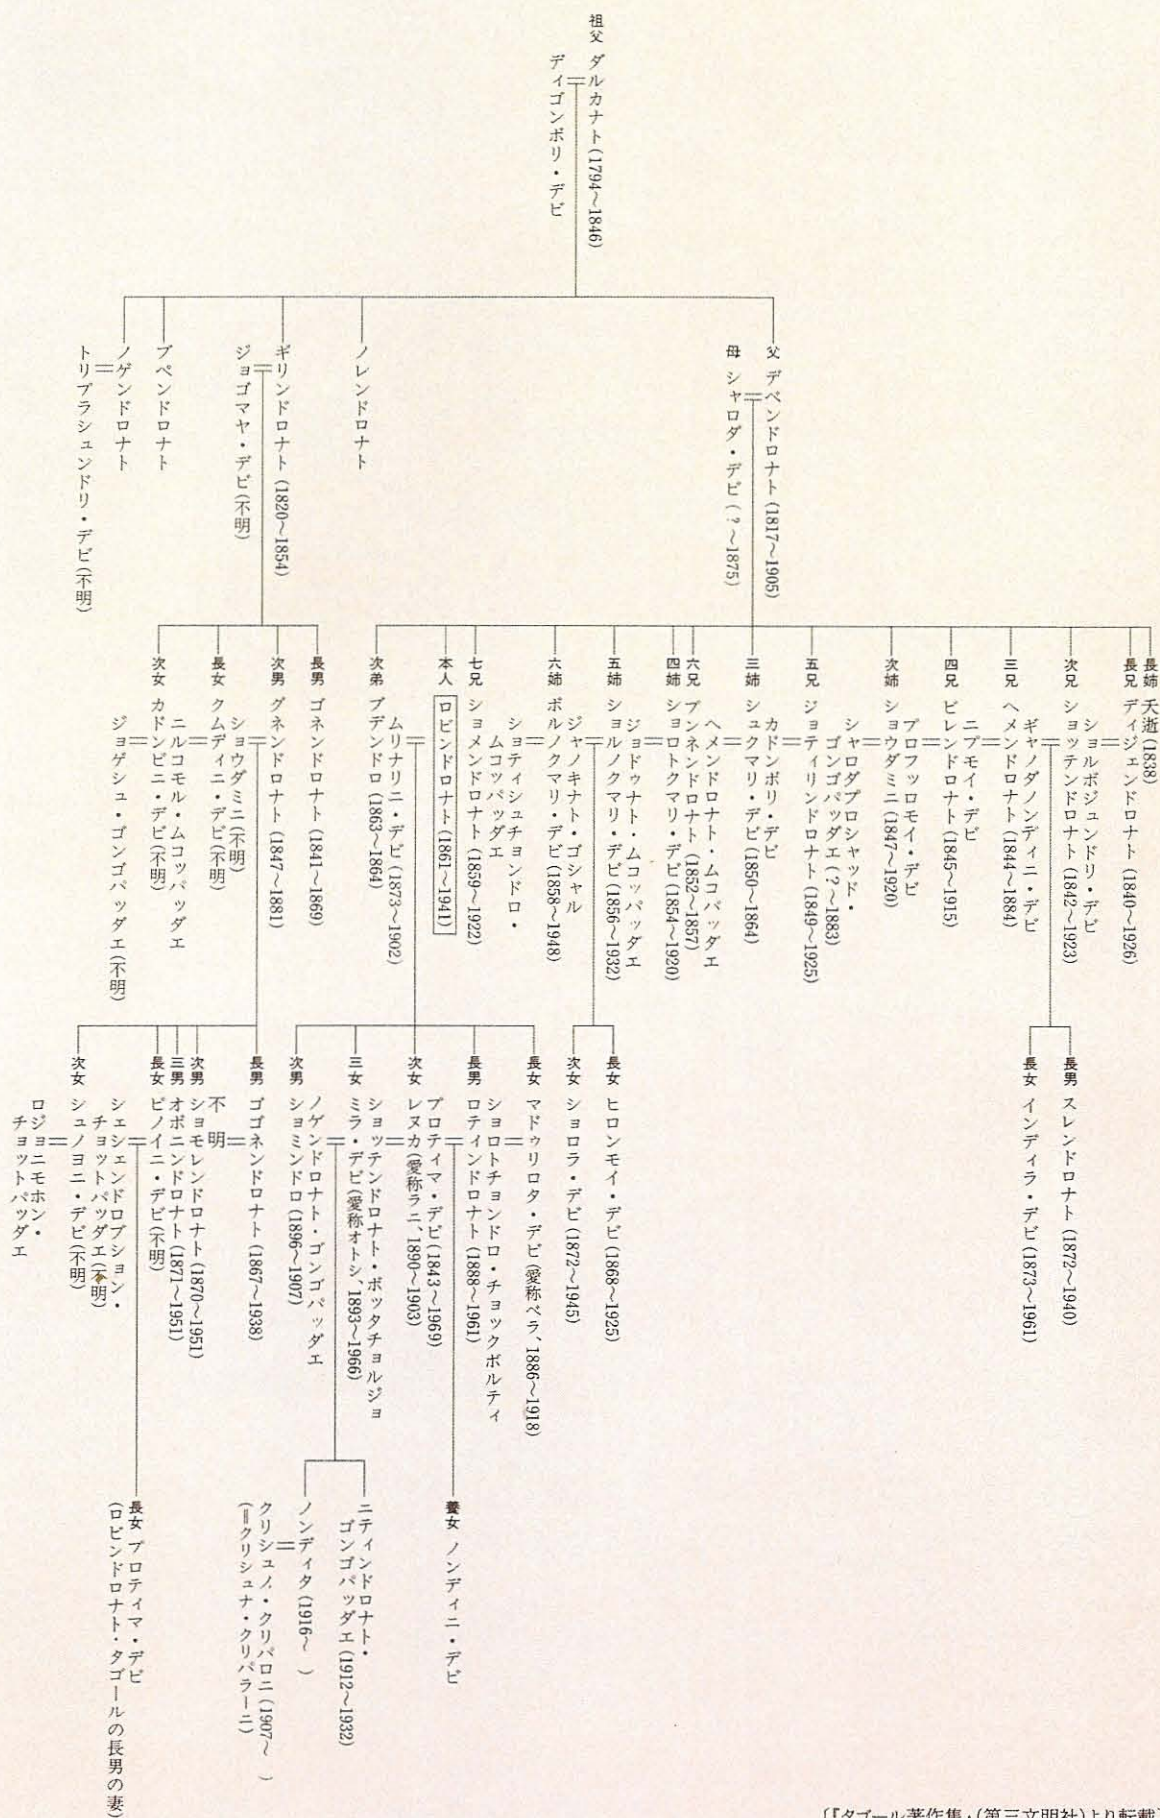 祖父 ダルカナト(1794～1846)
ディゴンボリ・デビ
父 デベンドロナト(1817～1905)
母 シャロダ・デビ(？～1875)
ノレンドロナト
ギリンドロナト(1820～1854)
ジョゴマヤ・デビ(不明)
ブペンドロナト
ノゲンドロナト
トリプラシュンドリ・デビ(不明)
長姉 夭逝(1838)
長兄 ディジェンドロナト(1840～1926)
ショルボジュンドリ・デビ
次兄 ショッテンドロナト(1842～1923)
ギャノダノンディニ・デビ
三兄 ヘメンドロナト(1844～1884)
ニプモイ・デビ
四兄 ビレンドロナト(1845～1915)
プロフッロモイ・デビ
次姉 ショウダミニ(1847～1920)
シャロダプロシャッド・
ゴンゴパッダエ(？～1883)
五兄 ジョティリンドロナト(1849～1925)
カドンボリ・デビ
三姉 シュクマリ・デビ(1850～1864)
ヘメンドロナト・ムコパッダエ
六兄 プンネンドロナト(1852～1857)
四姉 ショロトクマリ・デビ(1854～1920)
ジョドゥナト・ムコッパッダエ
五姉 ショルノクマリ・デビ(1856～1932)
ジャノキナト・ゴシャル
六姉 ボルノクマリ・デビ(1858～1948)
ショティシュチョンドロ・
ムコッパッダエ
七兄 ショメンドロナト(1859～1922)
本人 ロビンドロナト(1861～1941)
ムリナリニ・デビ(1873～1902)
次弟 ブデンドロ(1863～1864)
長男 ゴネンドロナト(1841～1869)
次男 グネンドロナト(1847～1881)
ショウダミニ(不明)
長女 クムディニ・デビ(不明)
ニルコモル・ムコッパッダエ
次女 カドンビニ・デビ(不明)
ジョゲシュ・ゴンゴパッダエ(不明)
長男 スレンドロナト(1872～1940)
長女 インディラ・デビ(1873～1961)
長女 ヒロンモイ・デビ(1868～1925)
次女 ショロラ・デビ(1872～1945)
長女 マドゥリロタ・デビ(愛称ベラ、1886～1918)
ショロトチョンドロ・チョックボルティ
長男 ロティンドロナト(1888～1961)
プロティマ・デビ(1843～1969)
次女 レヌカ(愛称ラニ、1890～1903)
ショッテンドロナト・ボッタチョルジョ
三女 ミラ・デビ(愛称オトシ、1893～1966)
ノゲンドロナト・ゴンゴパッダエ
次男 ショミンドロ(1896～1907)
長男 ゴゴネンドロナト(1867～1938)
不明
次男 ショモレンドロナト(1870～1951)
三男 オボニンドロナト(1871～1951)
長女 ビノイニ・デビ(不明)
シェシェンドロブション・
チョットパッダエ(不明)
次女 シュノヨニ・デビ(不明)
ロジョニモホン・
チョットパッダエ
養女 ノンディニ・デビ
ニティンドロナト・
ゴンゴパッダエ(1912～1932)
ノンディタ(1916～ )
クリシュノ・クリパロニ(1907～ )
(＝クリシュナ・クリパラーニ)
長女 プロティマ・デビ
(ロビンドロナト・タゴールの長男の妻)
〔『タゴール著作集・(第三文明社)より転載〕